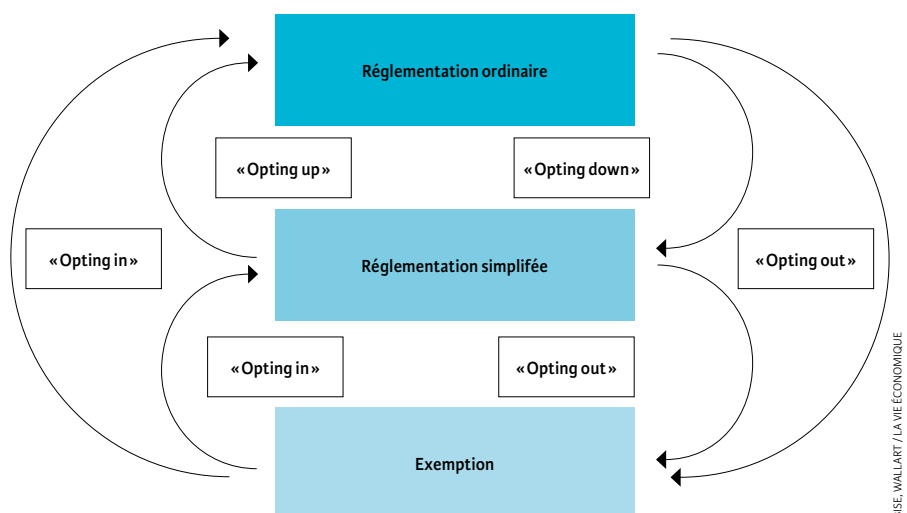 Réglementation ordinaire
«Opting up»
«Opting down»
«Opting in»
Réglementation simplifée
«Opting out»
«Opting in»
«Opting out»
Exemption
WALLART / LA VIE ÉCONOMIQUE